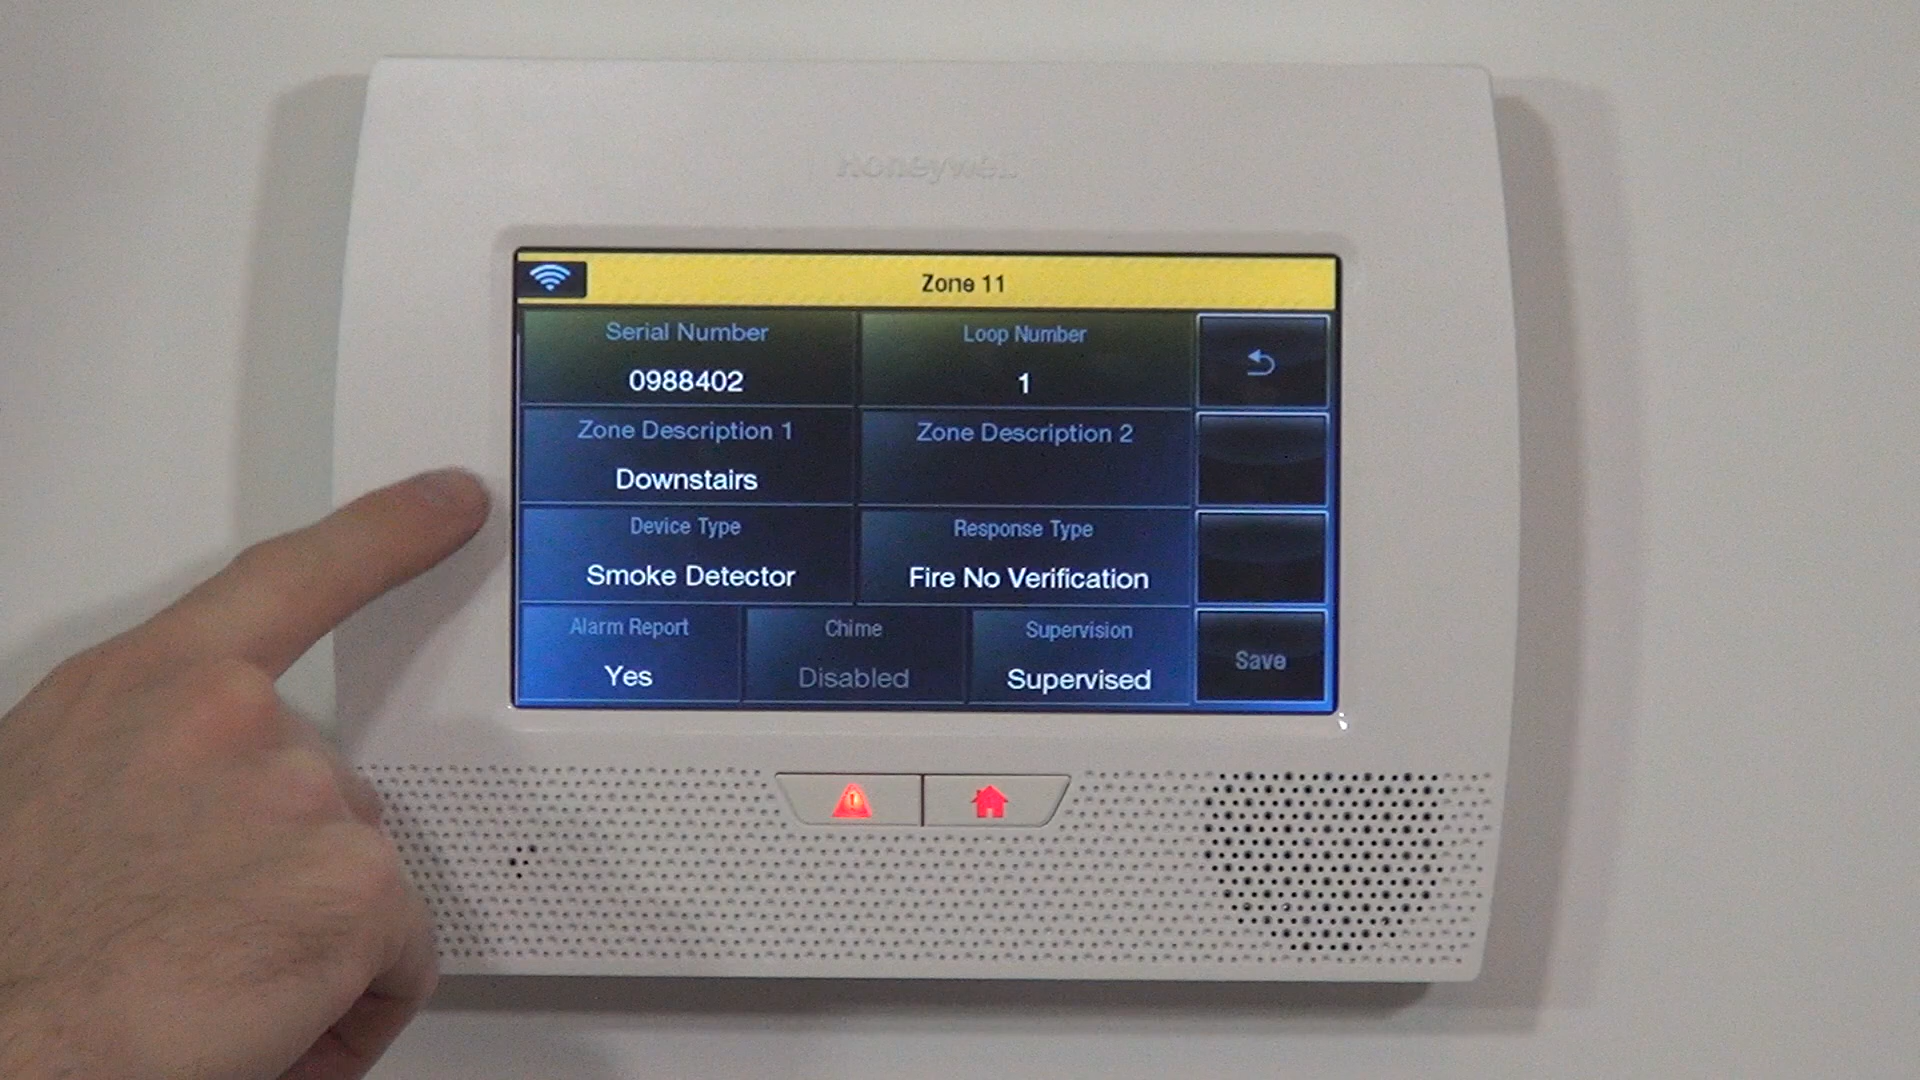 Honeywell
Zone 11
Serial Number
0988402
Loop Number
1
Zone Description 1
Downstairs
Zone Description 2
Device Type
Smoke Detector
Response Type
Fire No Verification
Alarm Report
Yes
Chime
Disabled
Supervision
Supervised
Save